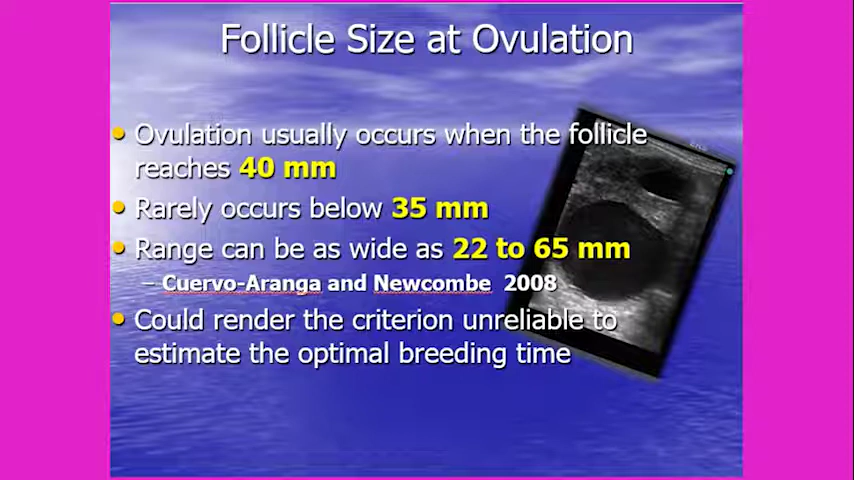 Follicle Size at Ovulation
• Ovulation usually occurs when the follicle
reaches 40 mm
• Rarely occurs below 35 mm
• Range can be as wide as 22 to 65 mm
– Cuervo-Aranga and Newcombe 2008
• Could render the criterion unreliable to
estimate the optimal breeding time